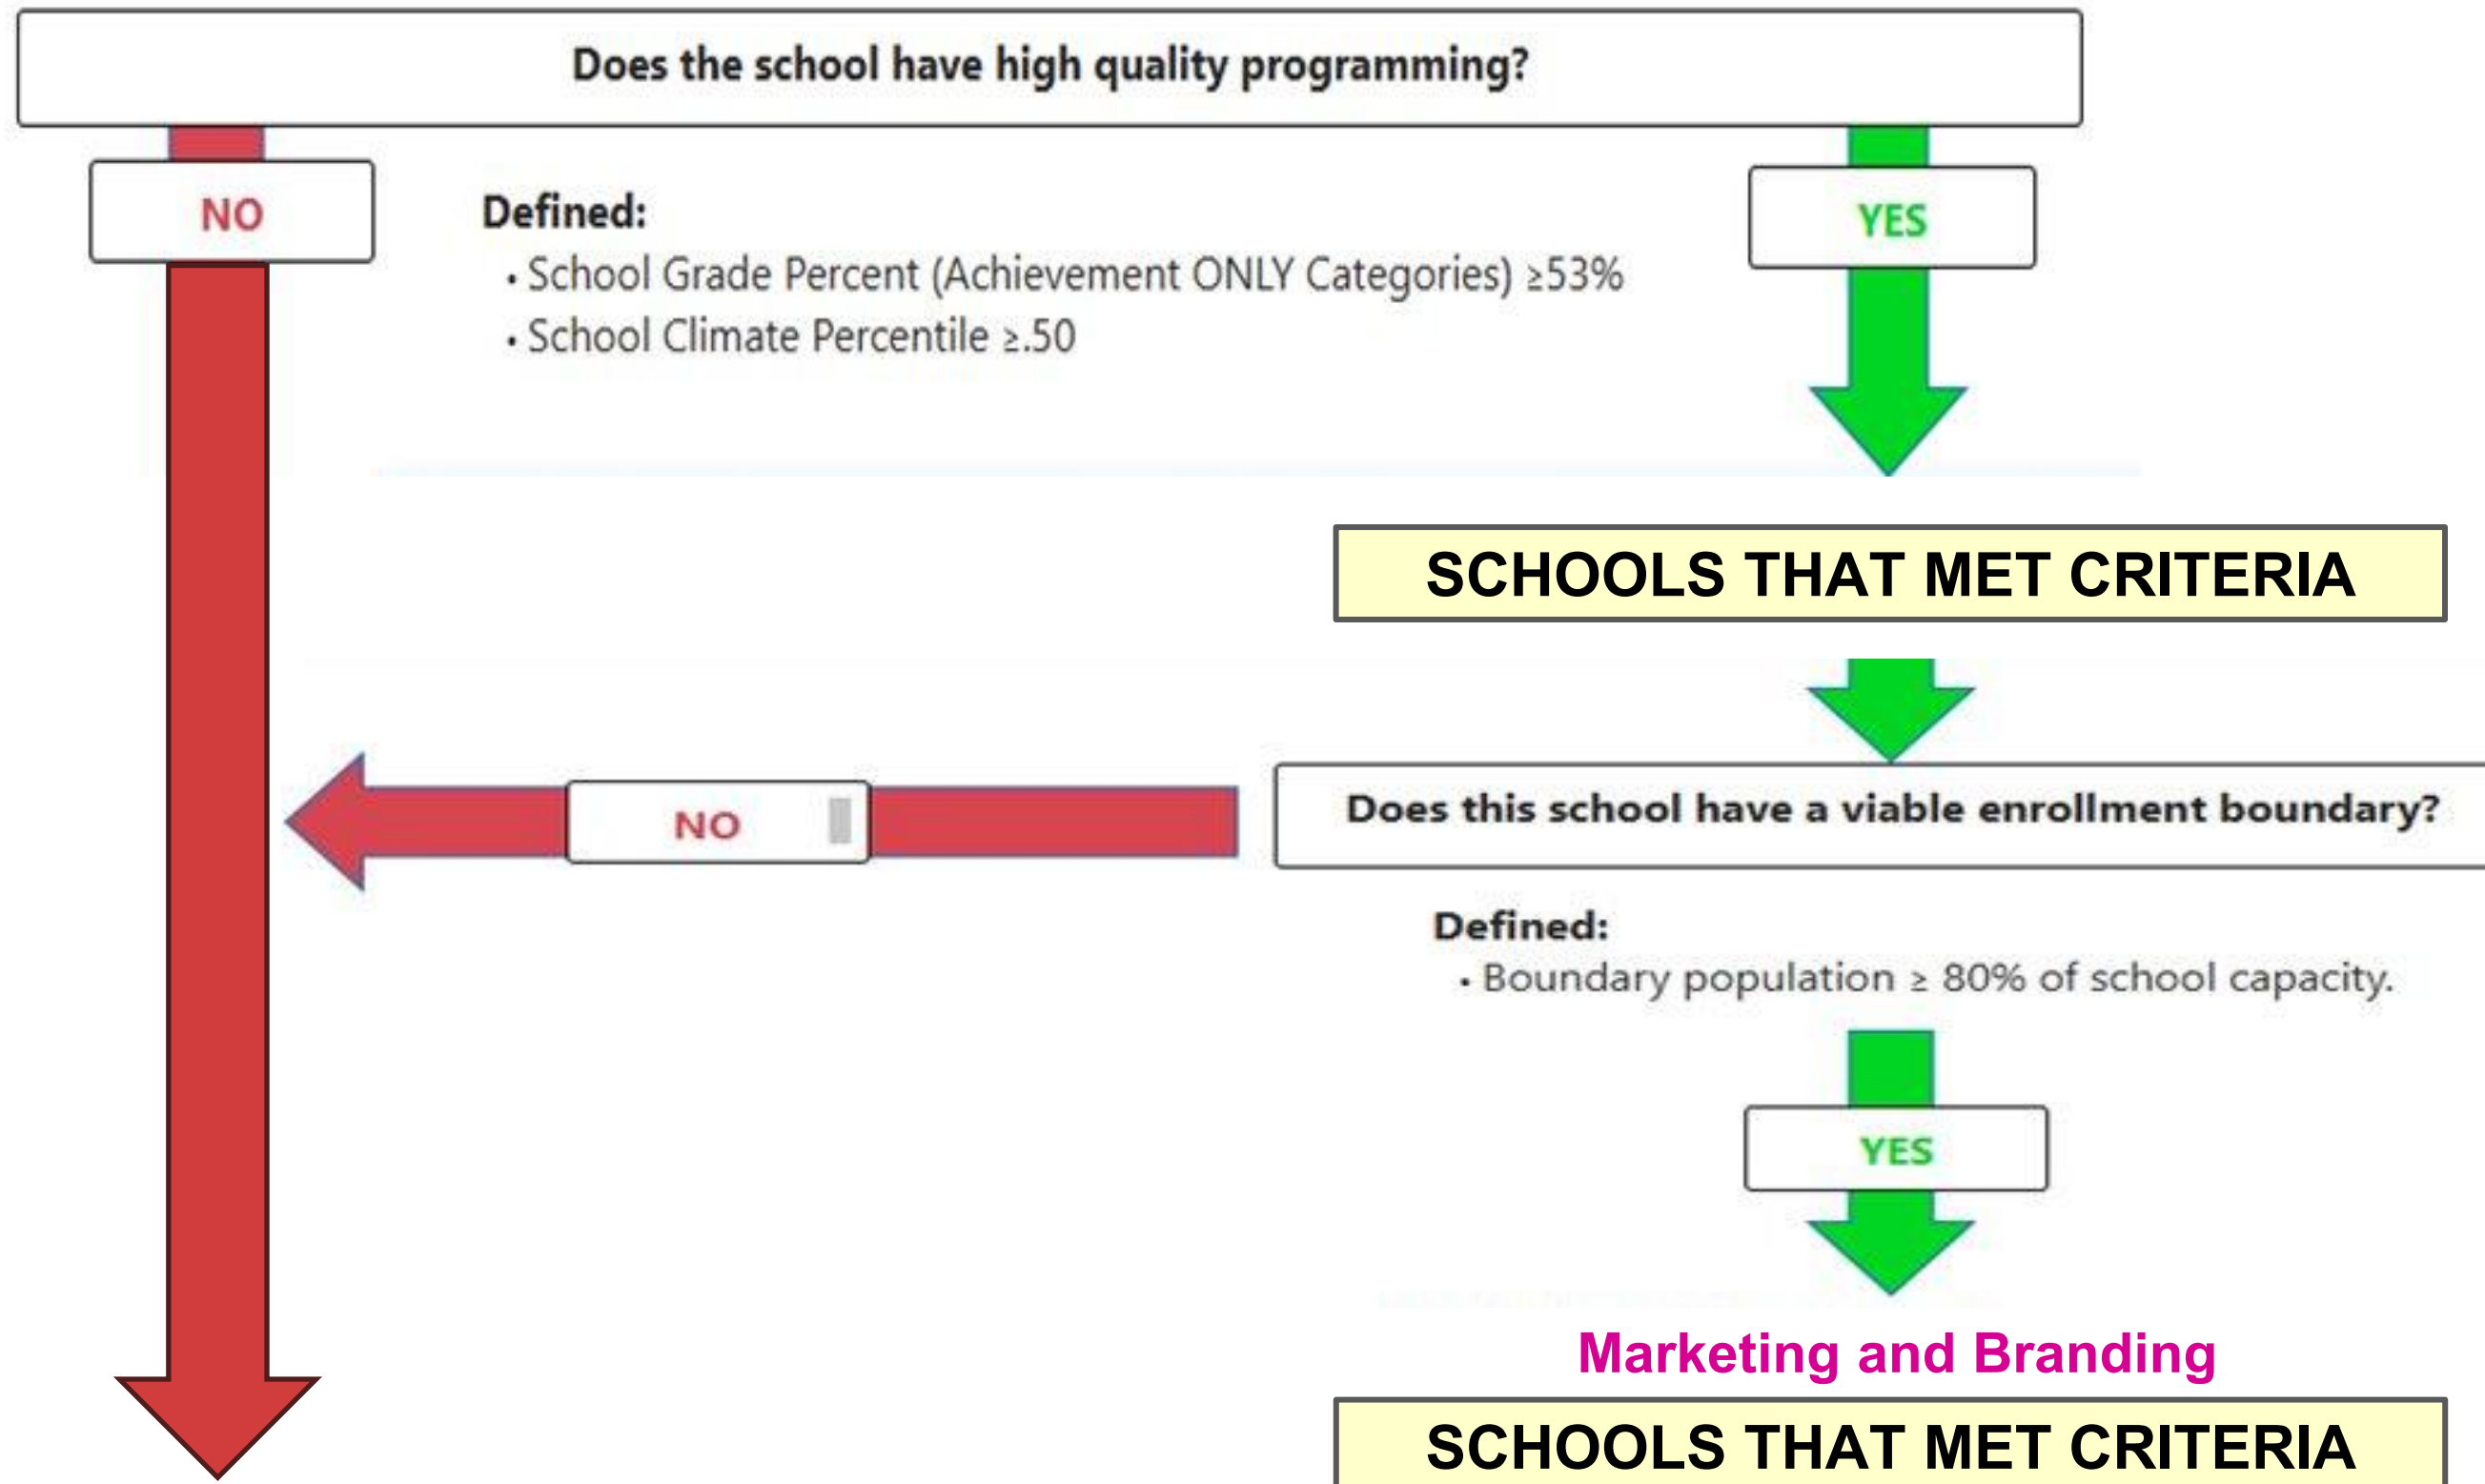 Does the school have high quality programming?
NO
Defined:
• School Grade Percent (Achievement ONLY Categories) ≥53%
• School Climate Percentile ≥.50
YES
SCHOOLS THAT MET CRITERIA
NO
Does this school have a viable enrollment boundary?
Defined:
• Boundary population ≥ 80% of school capacity.
YES
Marketing and Branding
SCHOOLS THAT MET CRITERIA